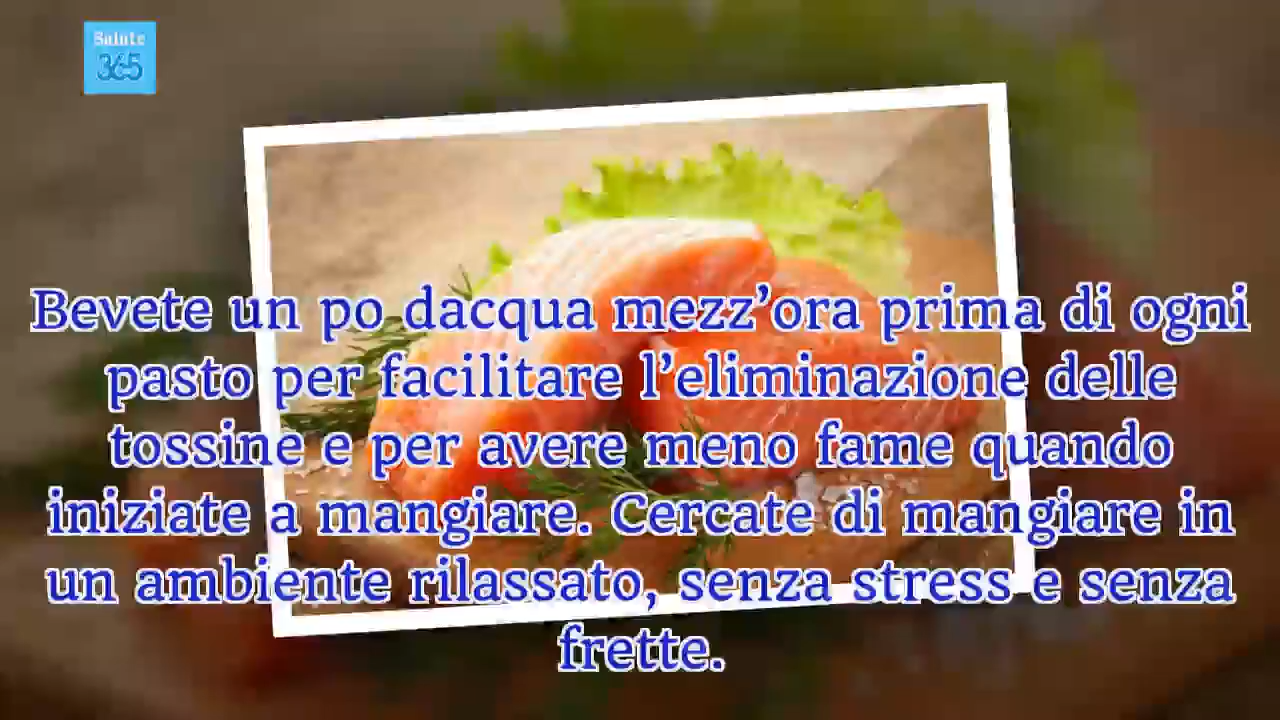 Salute
365
Bevete un po dacqua mezz’ora prima di ogni
pasto per facilitare l’eliminazione delle
tossine e per avere meno fame quando
iniziate a mangiare. Cercate di mangiare in
un ambiente rilassato, senza stress e senza
frette.